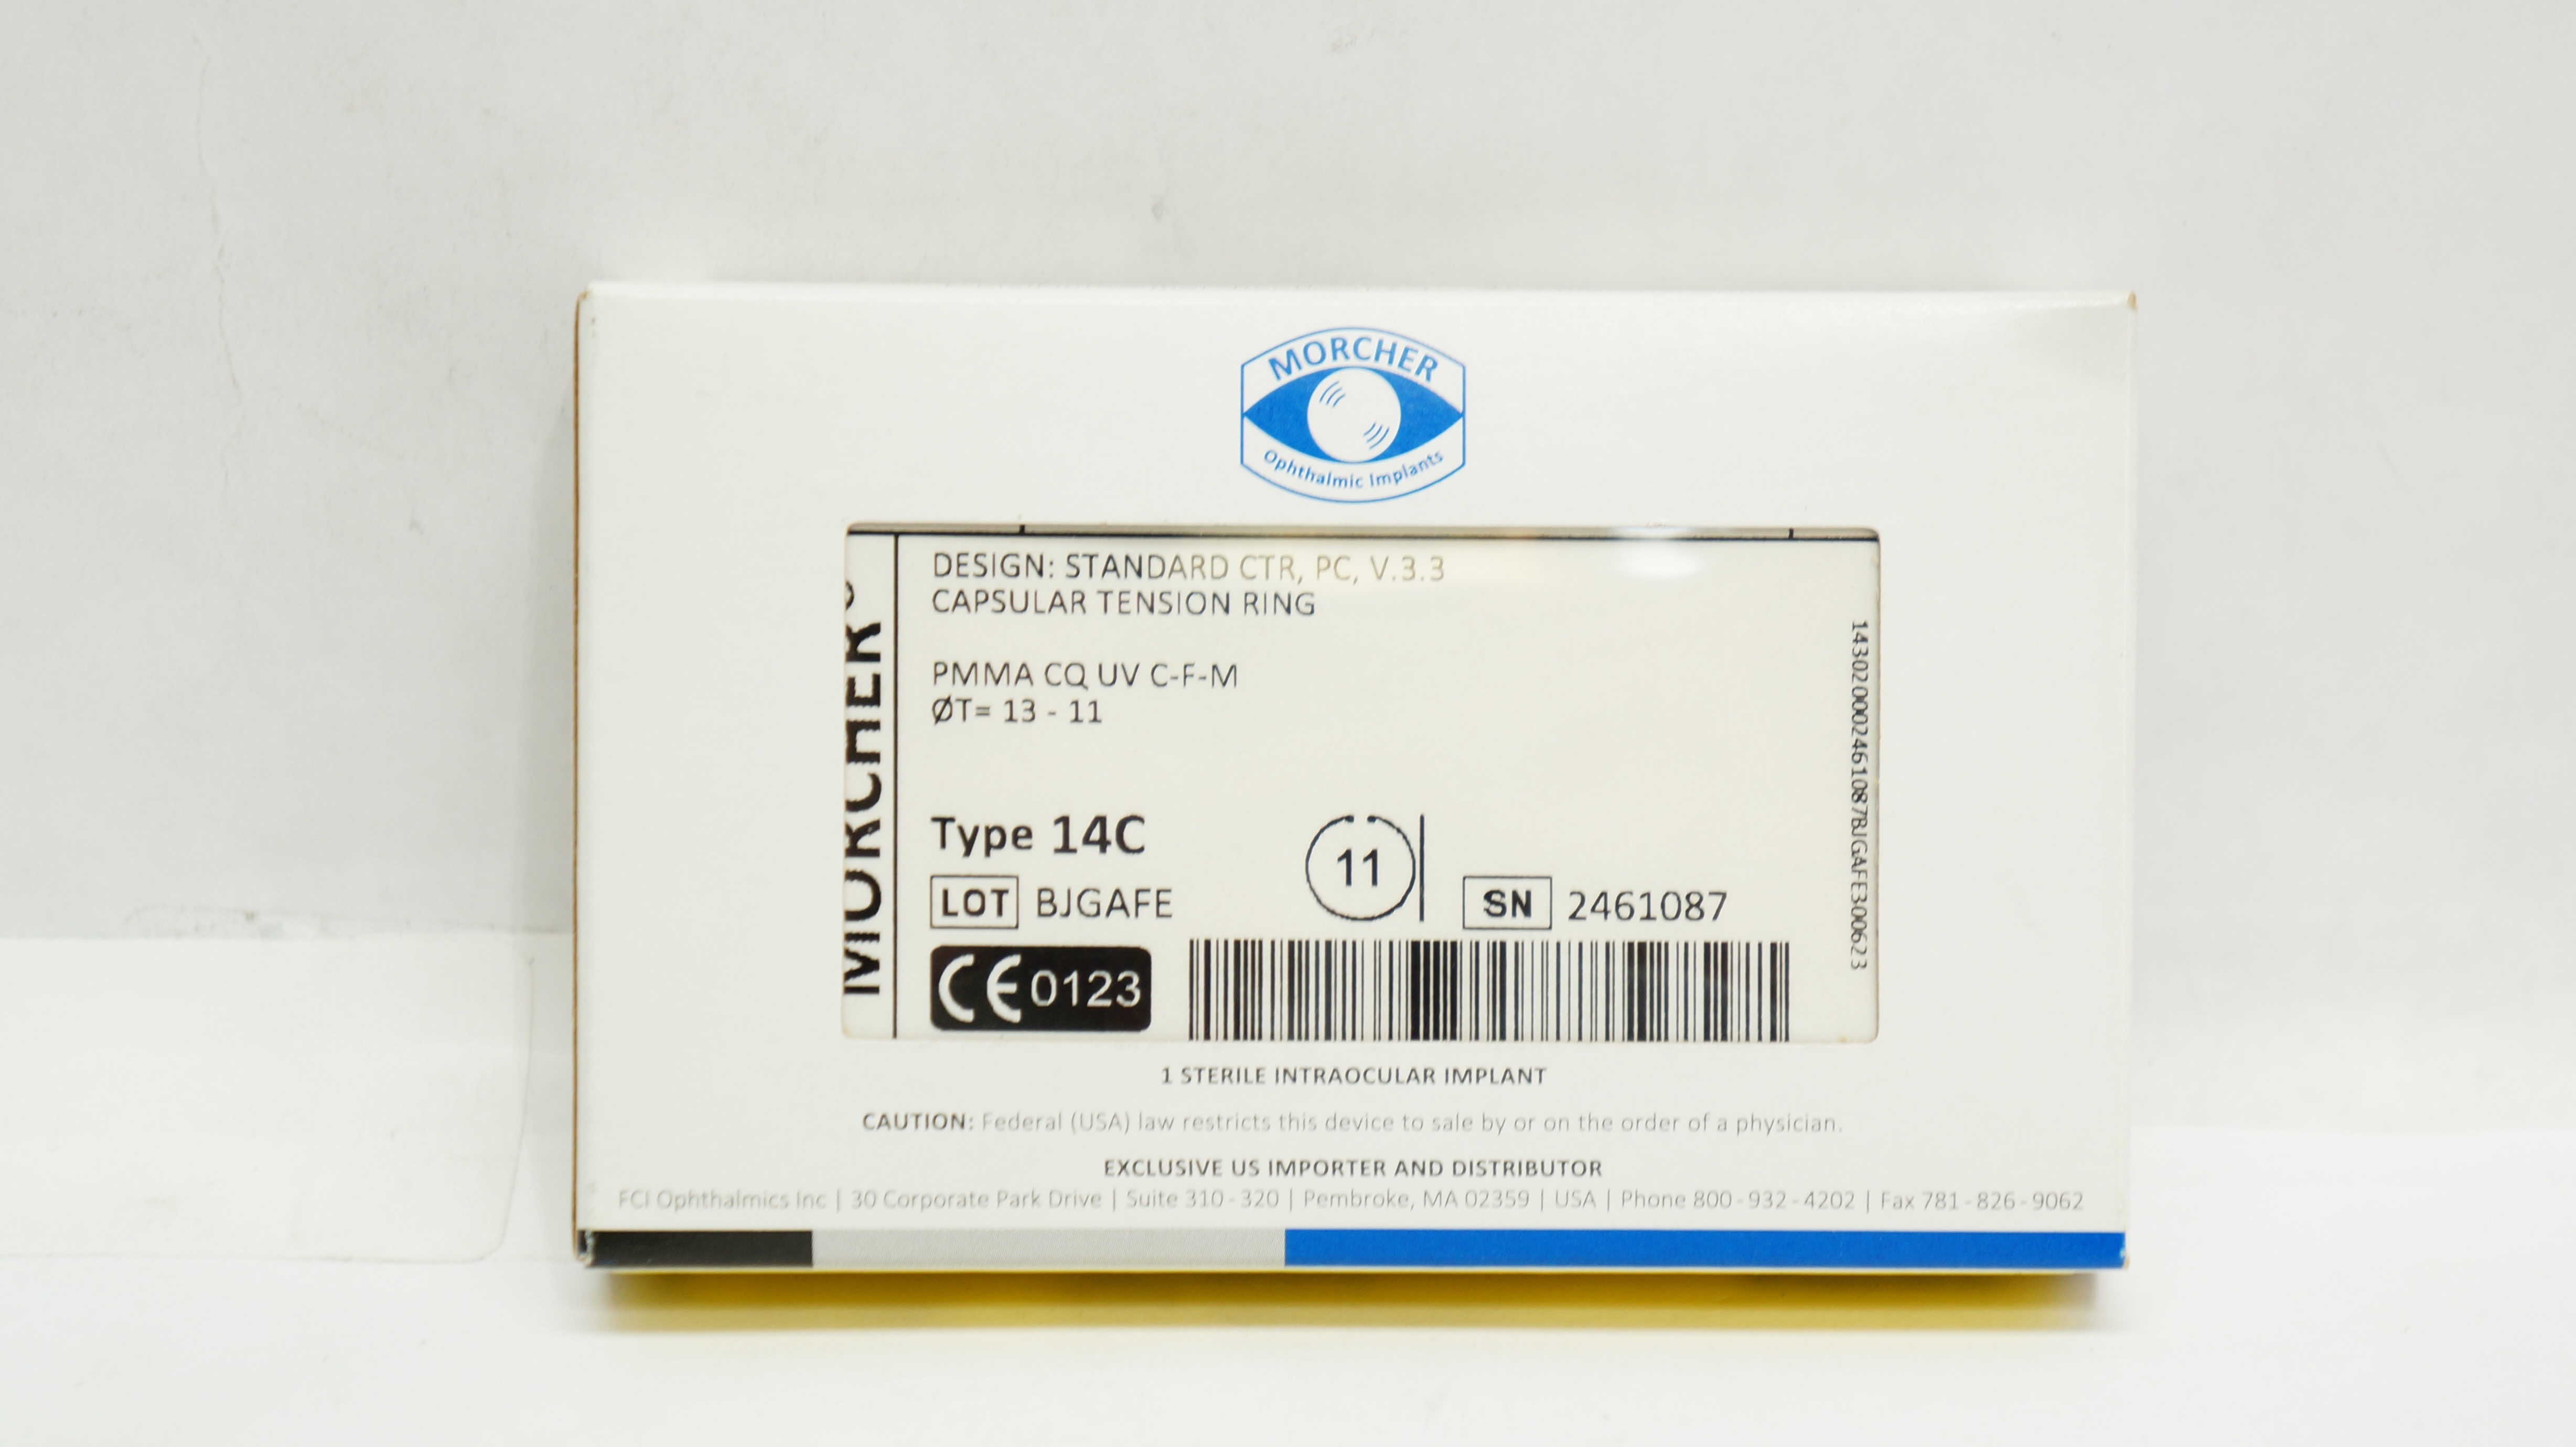 MORCHER
Ophthalmic Implants
MORCHER
DESIGN: STANDARD CTR, PC, V.3.3
CAPSULAR TENSION RING
PMMA CQ UV C-F-M
ØT= 13 - 11
Type 14C
11
LOT BJGAFE
SN 2461087
CE 0123
1430200002461087BJGAFE300623
1 STERILE INTRAOCULAR IMPLANT
CAUTION: Federal (USA) law restricts this device to sale by or on the order of a physician.
EXCLUSIVE US IMPORTER AND DISTRIBUTOR
FCI Ophthalmics Inc | 30 Corporate Park Drive | Suite 310 - 320 | Pembroke, MA 02359 | USA | Phone 800 - 932 - 4202 | Fax 781 - 826 - 9062